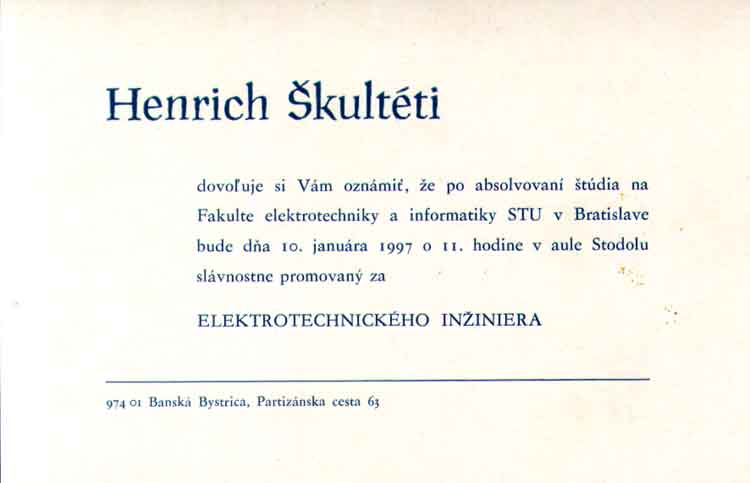 Henrich Škultéti
dovoľuje si Vám oznámiť, že po absolvovaní štúdia na
Fakulte elektrotechniky a informatiky STU v Bratislave
bude dňa 10. januára 1997 o 11. hodine v aule Stodolu
slávnostne promovaný za
ELEKTROTECHNICKÉHO INŽINIERA
974 01 Banská Bystrica, Partizánska cesta 63